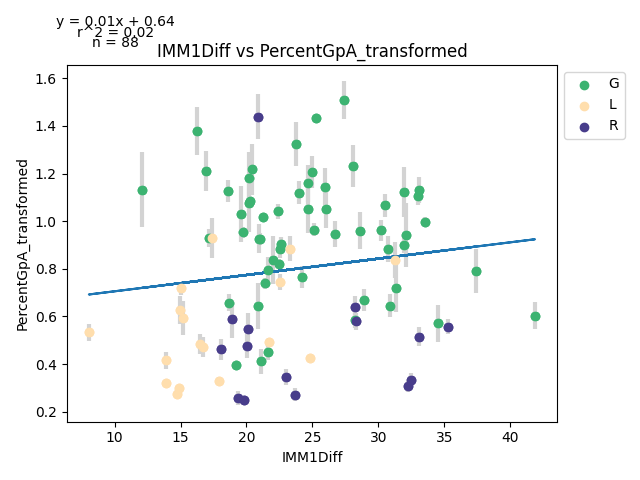 y = 0.01x + 0.64
r^2 = 0.02
n = 88
IMM1Diff vs PercentGpA_transformed
G
L
R
PercentGpA_transformed
1.6
1.4
1.2
1.0
0.8
0.6
0.4
0.2
10 15 20 25 30 35 40
IMM1Diff